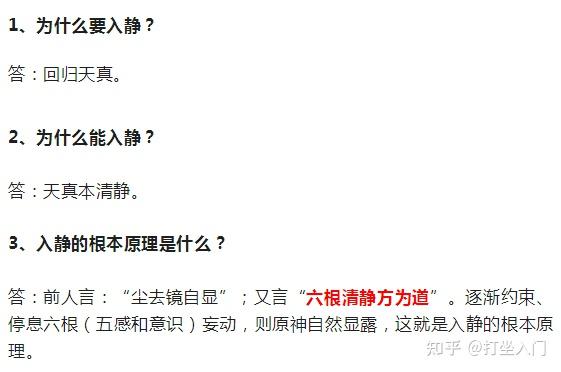 1、为什么要入静？
答：回归天真。
2、为什么能入静？
答：天真本清静。
3、入静的根本原理是什么？
答：前人言：“尘去镜自显”；又言“六根清静方为道”。逐渐约束、
停息六根（五感和意识）妄动，则原神自然显露，这就是入静的根本原
理。
知乎 @打坐入门